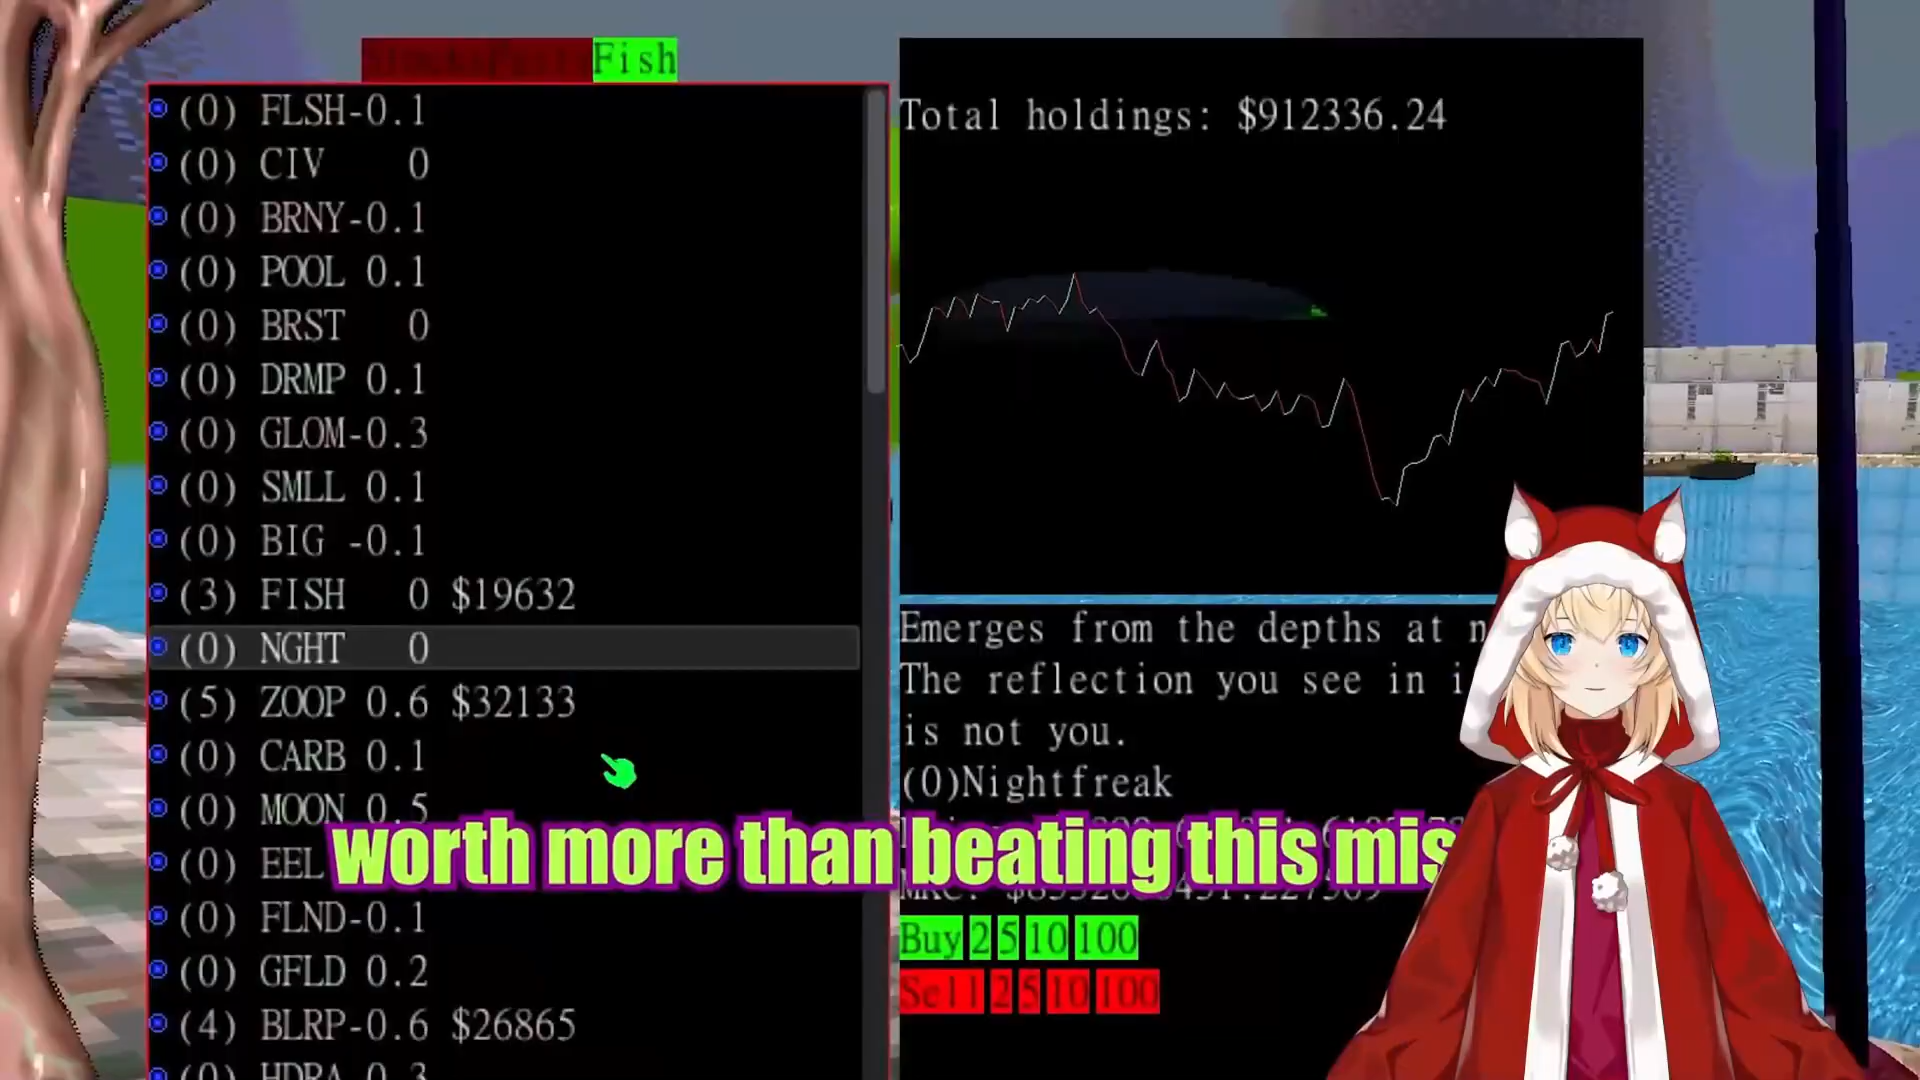 Fish
(0) FLSH-0.1
(0) CIV 0
(0) BRNY-0.1
(0) POOL 0.1
(0) BRST 0
(0) DRMP 0.1
(0) GLOM-0.3
(0) SMLL 0.1
(0) BIG -0.1
(3) FISH 0 $19632
(0) NGHT 0
(5) ZOOP 0.6 $32133
(0) CARB 0.1
(0) MOON 0.5
(0) EEL
(0) FLND-0.1
(0) GFLD 0.2
(4) BLRP-0.6 $26865
(0) HDRA 0.3
Total holdings: $912336.24
Emerges from the depths at
The reflection you see in
is not you.
(0)Nightfreak
Buy 2 5 10 100
Sell 2 5 10 100
worth more than beating this mis